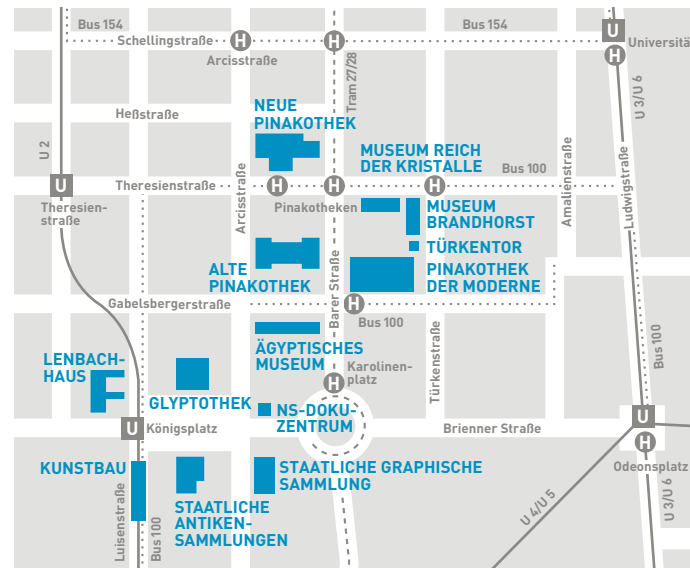 Bus 154
Bus 154
Schellingstraße
H
H
U
Universitä
Arcisstraße
H
Tram 27/28
U 3/U 6
NEUE
PINAKOTHEK
Heßstraße
MUSEUM REICH
DER KRISTALLE
U 2
Arcisstraße
Amalienstraße
Ludwigstraße
Bus 100
U
Theresienstraße
H
H
H
Theresien-
straße
Pinakotheken
MUSEUM
BRANDHORST
TÜRKENTOR
ALTE
PINAKOTHEK
Barer Straße
PINAKOTHEK
DER MODERNE
Gabelsbergerstraße
H
Bus 100
Bus 100
ÄGYPTISCHES
MUSEUM
Türkenstraße
LENBACH-
HAUS
Karolinen-
platz
H
GLYPTOTHEK
NS-DOKU-
ZENTRUM
U
Königsplatz
Brienner Straße
U
H
Odeonsplatz
KUNSTBAU
STAATLICHE GRAPHISCHE
SAMMLUNG
Luisenstraße
Bus 100
STAATLICHE
ANTIKEN-
SAMMLUNGEN
U 4/U 5
U 3/U 6